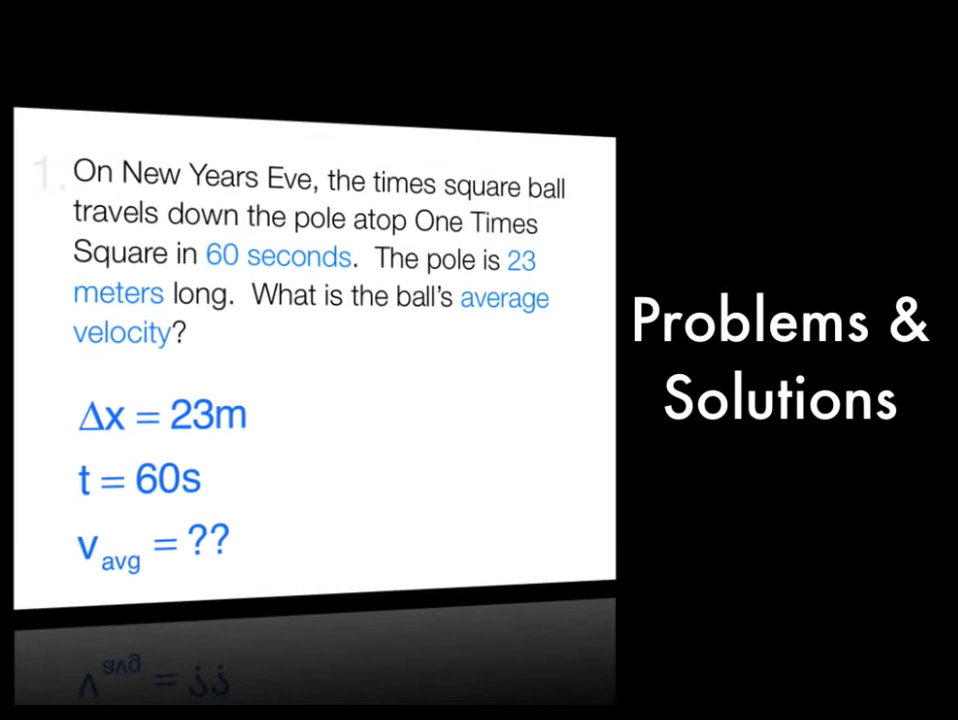 1. On New Years Eve, the times square ball
travels down the pole atop One Times
Square in 60 seconds. The pole is 23
meters long. What is the ball's average
velocity?
Δx = 23m
t = 60s
v avg = ??
Problems &
Solutions